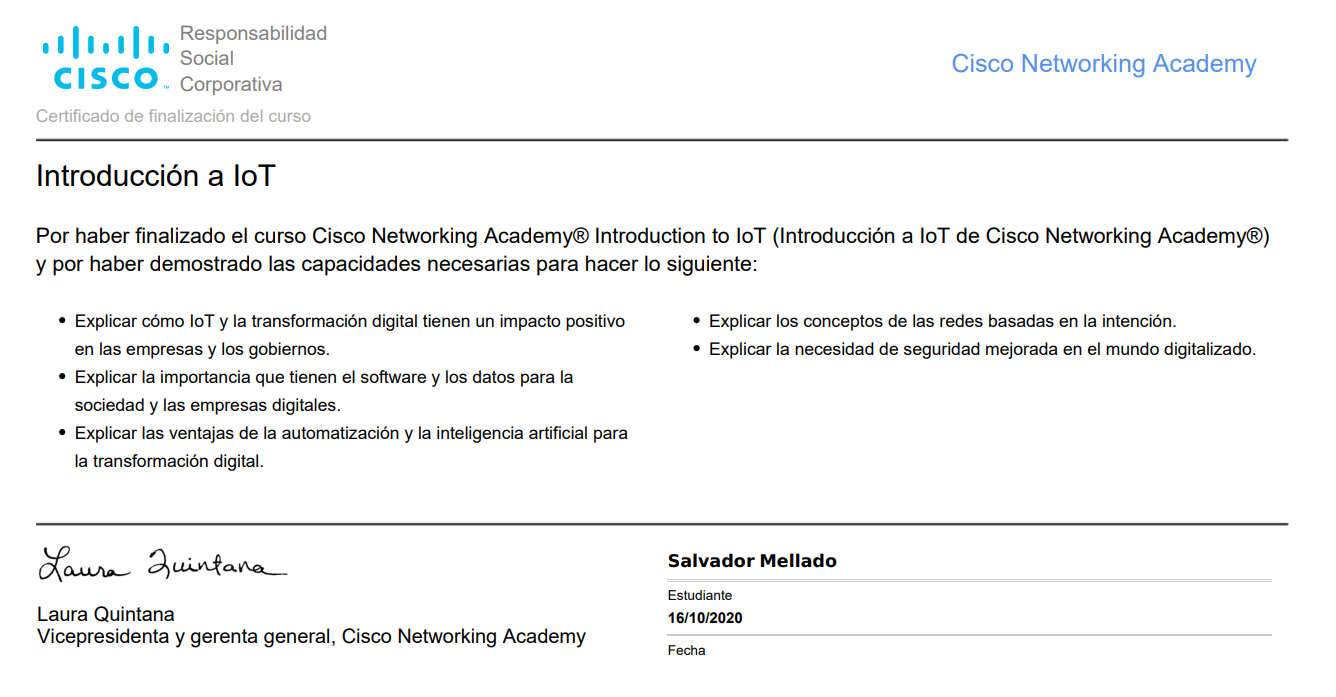 Responsabilidad
Social
Corporativa
CISCO™
Cisco Networking Academy
Certificado de finalización del curso
Introducción a IoT
Por haber finalizado el curso Cisco Networking Academy® Introduction to IoT (Introducción a IoT de Cisco Networking Academy®)
y por haber demostrado las capacidades necesarias para hacer lo siguiente:
• Explicar cómo IoT y la transformación digital tienen un impacto positivo
en las empresas y los gobiernos.
• Explicar la importancia que tienen el software y los datos para la
sociedad y las empresas digitales.
• Explicar las ventajas de la automatización y la inteligencia artificial para
la transformación digital.
• Explicar los conceptos de las redes basadas en la intención.
• Explicar la necesidad de seguridad mejorada en el mundo digitalizado.
Laura Quintana
Laura Quintana
Vicepresidenta y gerenta general, Cisco Networking Academy
Salvador Mellado
Estudiante
16/10/2020
Fecha